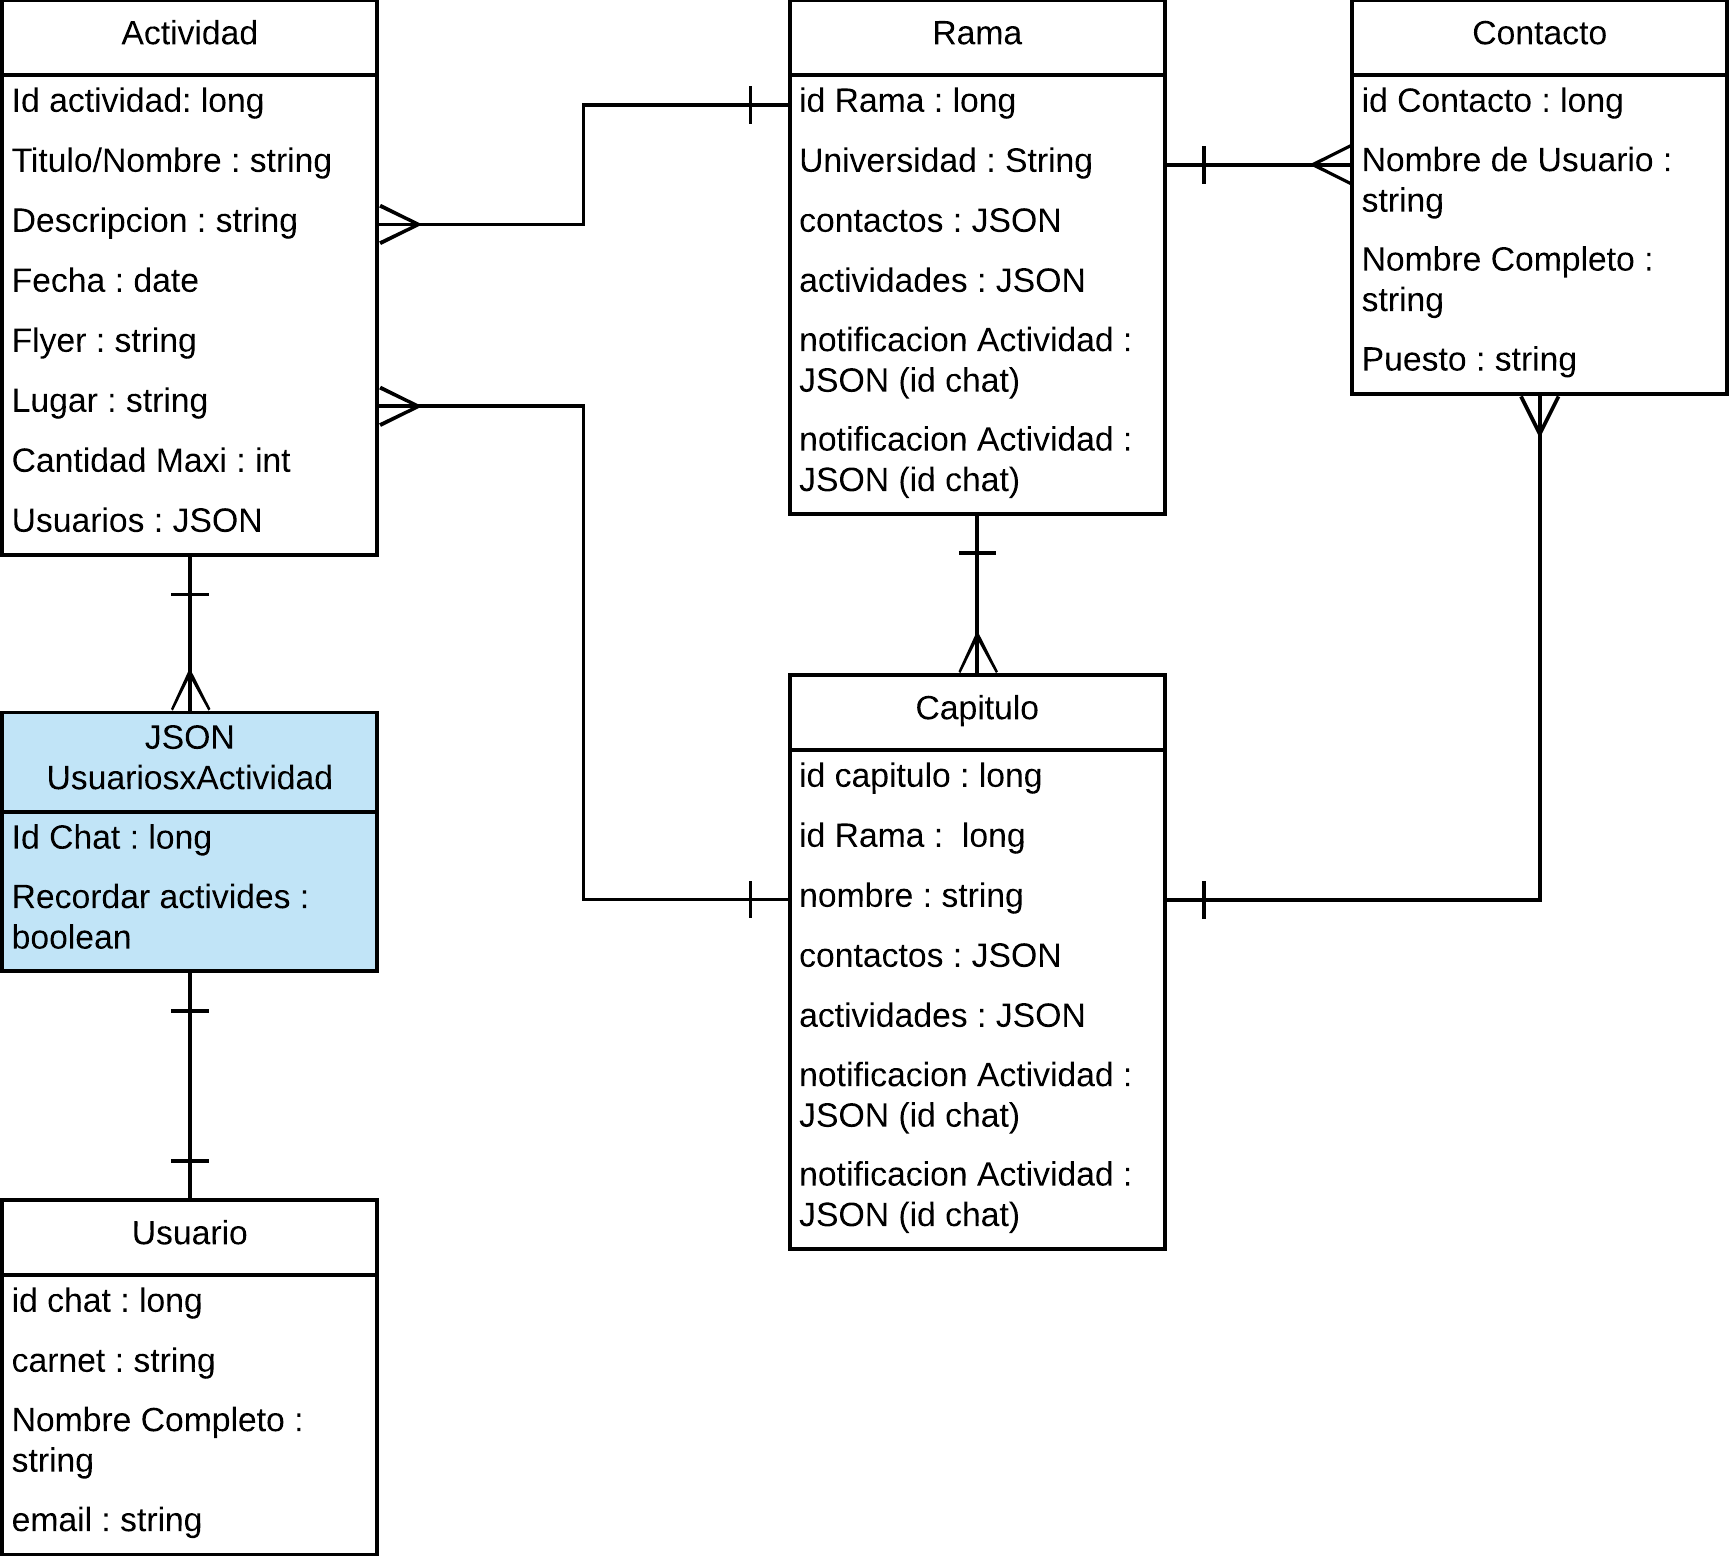 Actividad
Id actividad: long
Titulo/Nombre : string
Descripcion : string
Fecha : date
Flyer : string
Lugar : string
Cantidad Maxi : int
Usuarios : JSON
JSON
UsuariosxActividad
Id Chat : long
Recordar activides :
boolean
Usuario
id chat : long
carnet : string
Nombre Completo :
string
email : string
Rama
id Rama : long
Universidad : String
contactos : JSON
actividades : JSON
notificacion Actividad :
JSON (id chat)
notificacion Actividad :
JSON (id chat)
Capitulo
id capitulo : long
id Rama :  long
nombre : string
contactos : JSON
actividades : JSON
notificacion Actividad :
JSON (id chat)
notificacion Actividad :
JSON (id chat)
Contacto
id Contacto : long
Nombre de Usuario :
string
Nombre Completo :
string
Puesto : string